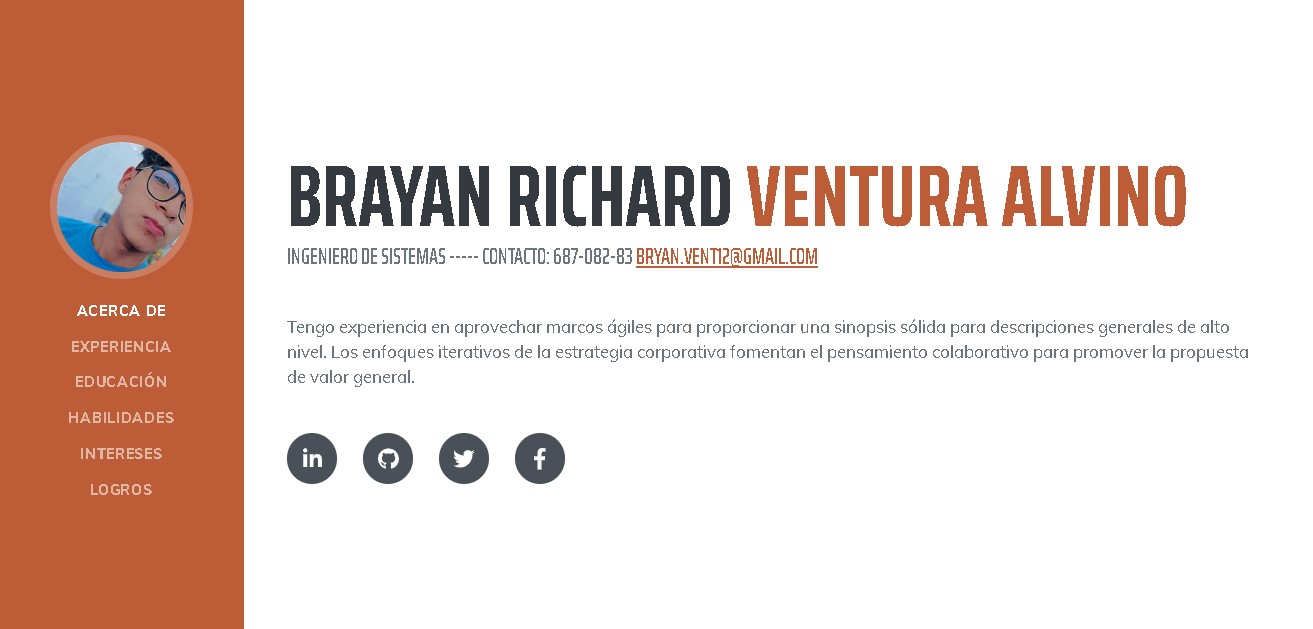 ACERCA DE
EXPERIENCIA
EDUCACIÓN
HABILIDADES
INTERESES
LOGROS
BRAYAN RICHARD VENTURA ALVINO
INGENIERO DE SISTEMAS ----- CONTACTO: 687-082-83 BRYAN.VENT12@GMAIL.COM
Tengo experiencia en aprovechar marcos ágiles para proporcionar una sinopsis sólida para descripciones generales de alto
nivel. Los enfoques iterativos de la estrategia corporativa fomentan el pensamiento colaborativo para promover la propuesta
de valor general.